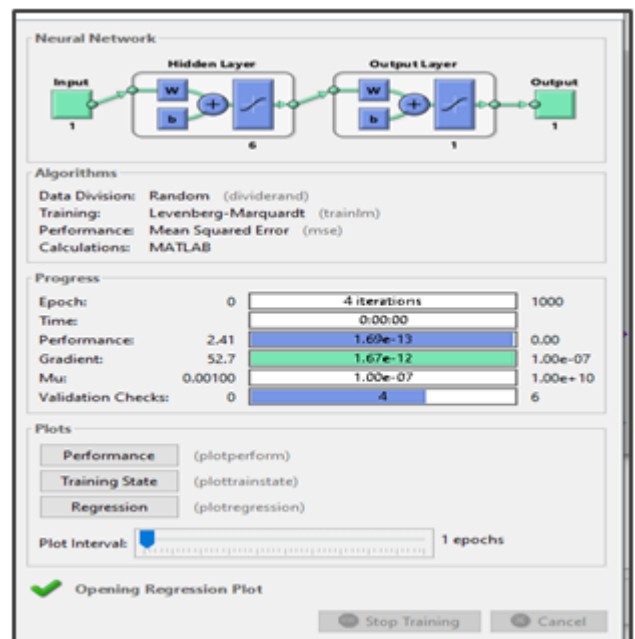 Neural Network
Hidden Layer Output Layer
Input Output
W W
+ +
b b
1 6 1 1
Algorithms
Data Division: Random (dividerand)
Training: Levenberg-Marquardt (trainlm)
Performance: Mean Squared Error (mse)
Calculations: MATLAB
Progress
Epoch: 0 4 iterations 1000
Time: 0:00:00
Performance: 2.41 1.69e-13 0.00
Gradient: 52.7 1.67e-12 1.00e-07
Mu: 0.00100 1.00e-07 1.00e+10
Validation Checks: 0 4 6
Plots
Performance (plotperform)
Training State (plottrainstate)
Regression (plotregression)
Plot Interval: 1 epochs
Opening Regression Plot
Stop Training Cancel